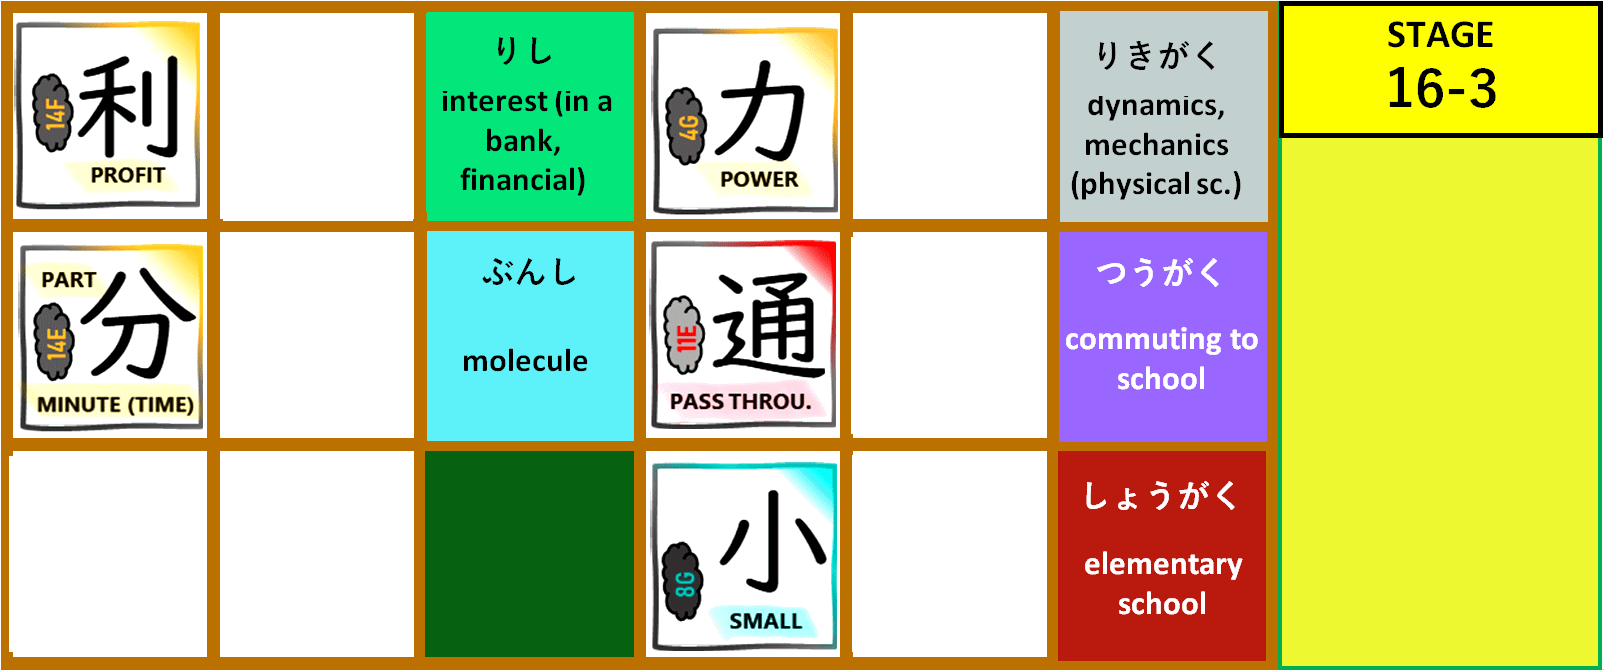 利
14F
PROFIT
りし
interest (in a
bank,
financial)
力
4G
POWER
りきがく
dynamics,
mechanics
(physical sc.)
STAGE
16-3
PART
分
14E
MINUTE (TIME)
ぶんし
molecule
通
11E
PASS THROU.
つうがく
commuting to
school
小
8G
SMALL
しょうがく
elementary
school